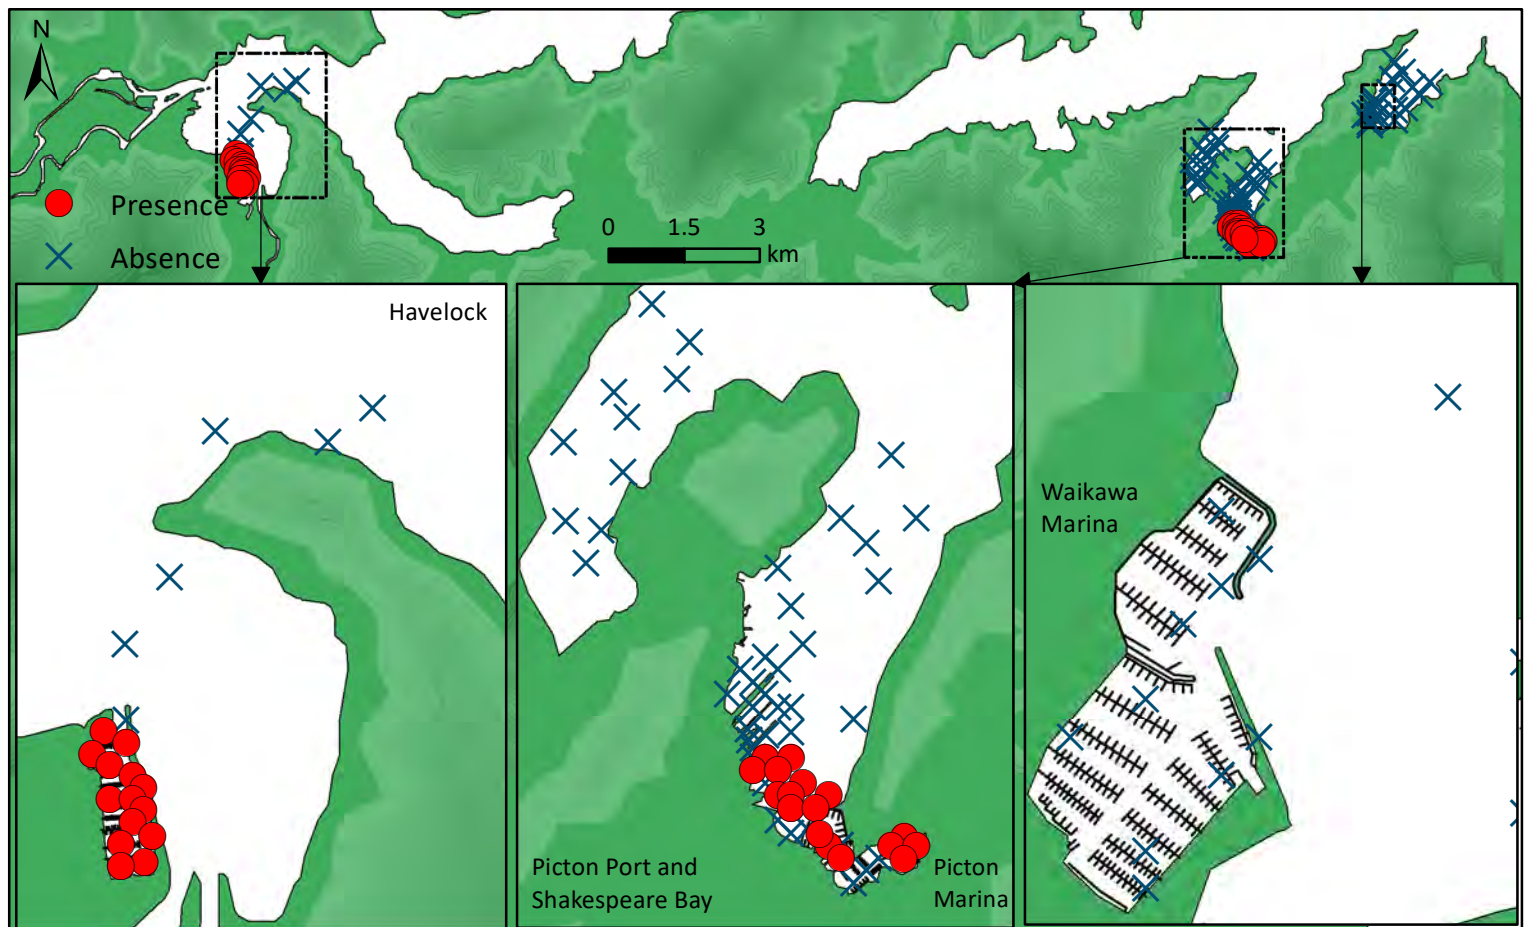 N
Presence
Absence
0 1.5 3
km
Havelock
Picton Port and
Shakespeare Bay
Picton
Marina
Waikawa
Marina